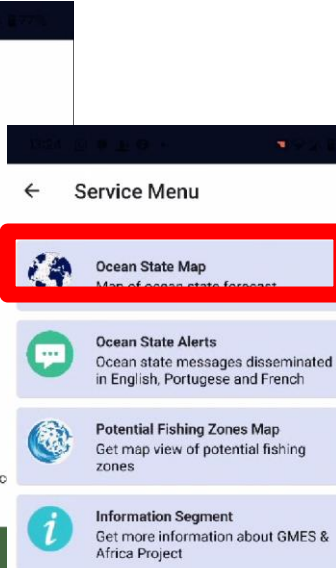 Service Menu
Ocean State Map
Map of ocean state forecast
Ocean State Alerts
Ocean state messages disseminated
in English, Portugese and French
Potential Fishing Zones Map
Get map view of potential fishing
zones
Information Segment
Get more information about GMES &
Africa Project